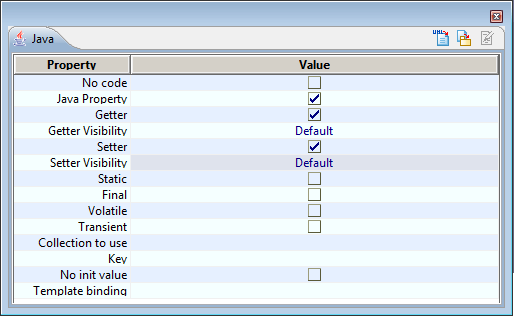 Java
UML
Property Value
No code
Java Property
Getter
Getter Visibility Default
Setter
Setter Visibility Default
Static
Final
Volatile
Transient
Collection to use
Key
No init value
Template binding